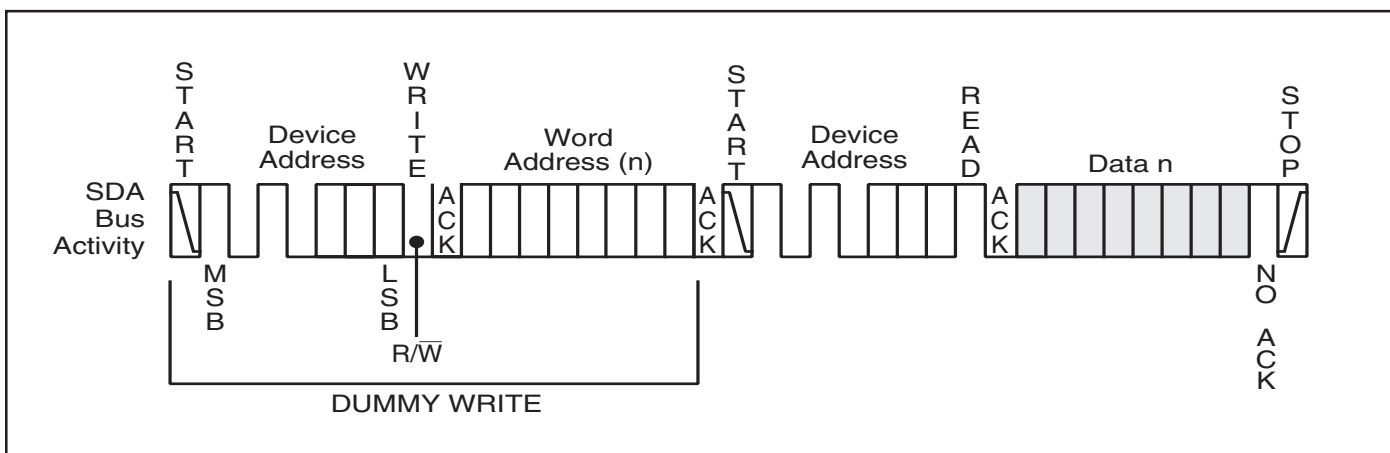 START
WRITE
START
READ
STOP
Device
Address
Word
Address (n)
Device
Address
Data n
SDA
Bus
Activity
ACK
ACK
ACK
MSB
LSB
R/W̅
NO ACK
DUMMY WRITE